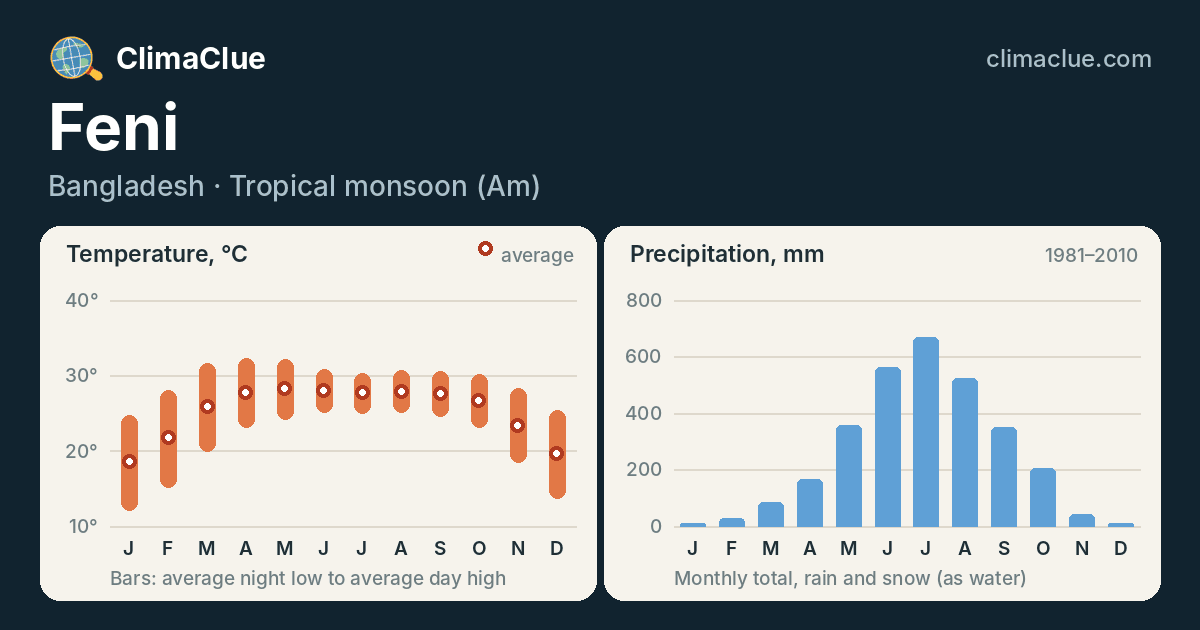 ClimaClue
climaclue.com
Feni
Bangladesh · Tropical monsoon (Am)
Temperature, °C
average
40°
30°
20°
10°
J F M A M J J A S O N D
Bars: average night low to average day high
Precipitation, mm
1981–2010
800
600
400
200
0
J F M A M J J A S O N D
Monthly total, rain and snow (as water)